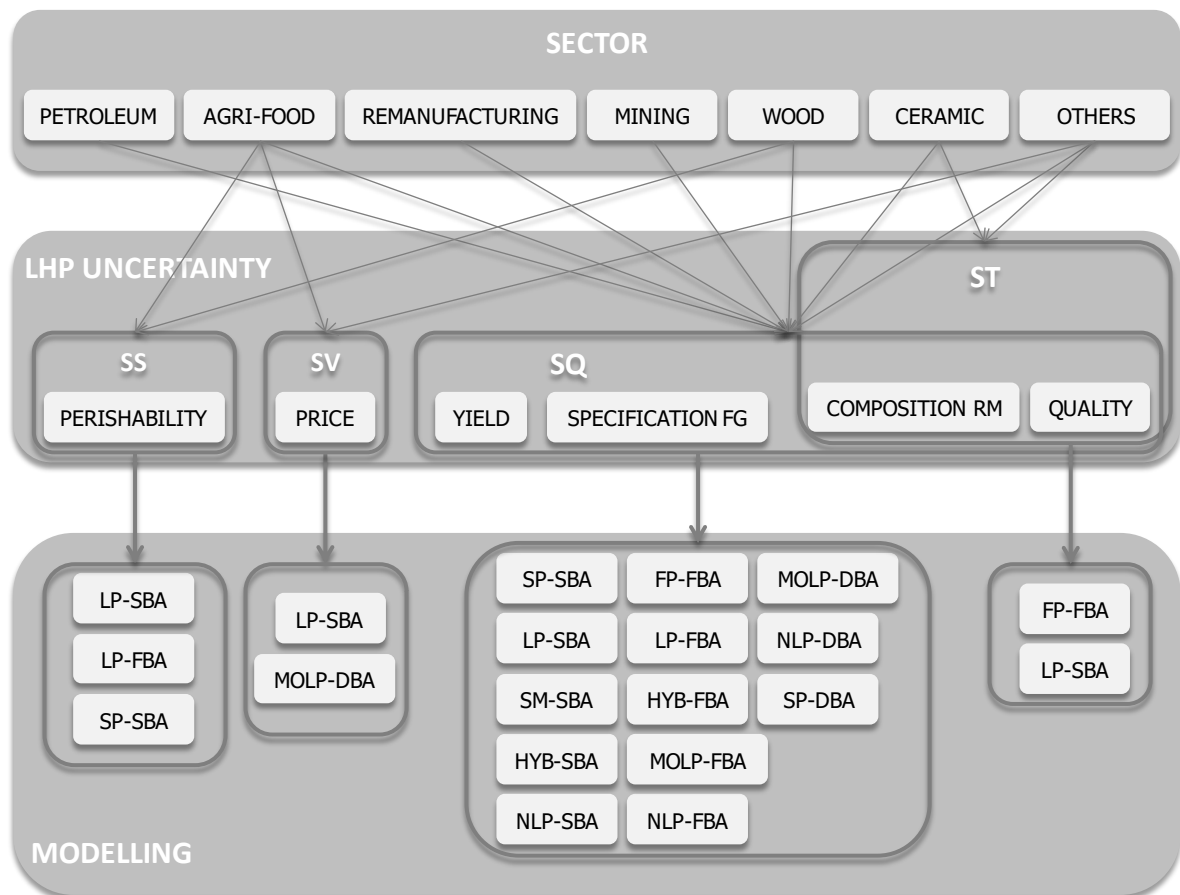 SECTOR
PETROLEUM
AGRI-FOOD
REMANUFACTURING
MINING
WOOD
CERAMIC
OTHERS
LHP UNCERTAINTY
ST
SS
SV
SQ
PERISHABILITY
PRICE
YIELD
SPECIFICATION FG
COMPOSITION RM
QUALITY
LP-SBA
LP-FBA
SP-SBA
LP-SBA
MOLP-DBA
SP-SBA
FP-FBA
MOLP-DBA
LP-SBA
LP-FBA
NLP-DBA
SM-SBA
HYB-FBA
SP-DBA
HYB-SBA
MOLP-FBA
NLP-SBA
NLP-FBA
FP-FBA
LP-SBA
MODELLING